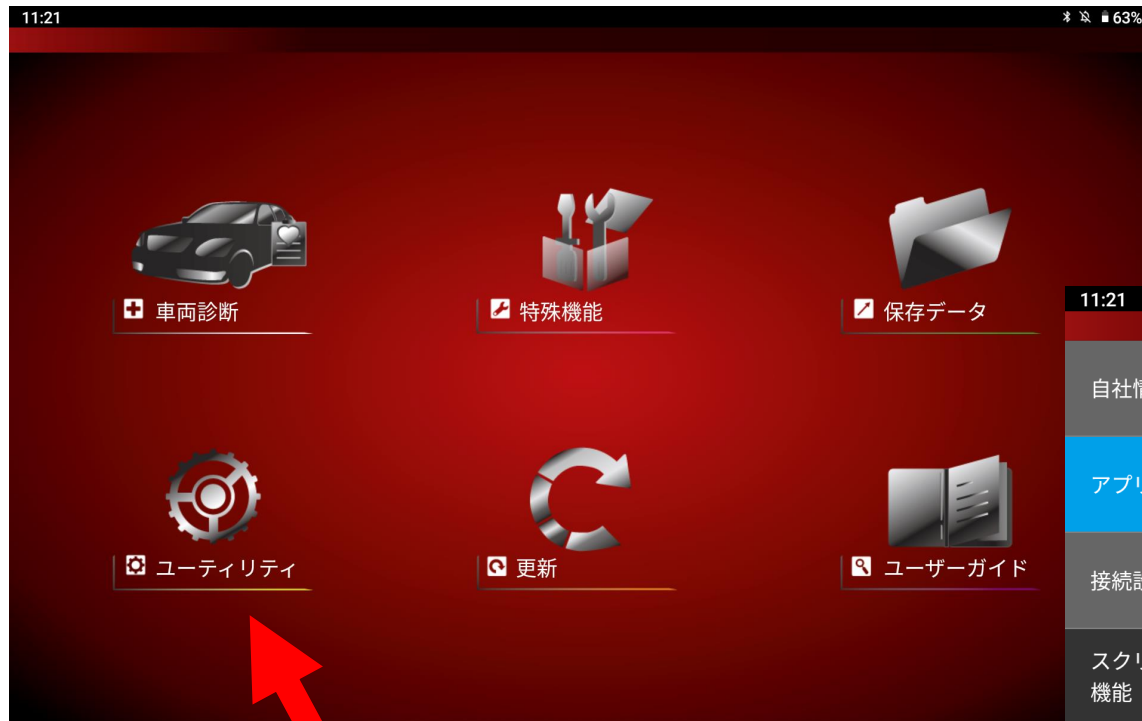 11:21
63%
車両診断
特殊機能
保存データ
ユーティリティ
更新
ユーザーガイド
11:21
自社情
アプリ
接続設
スクリ
機能